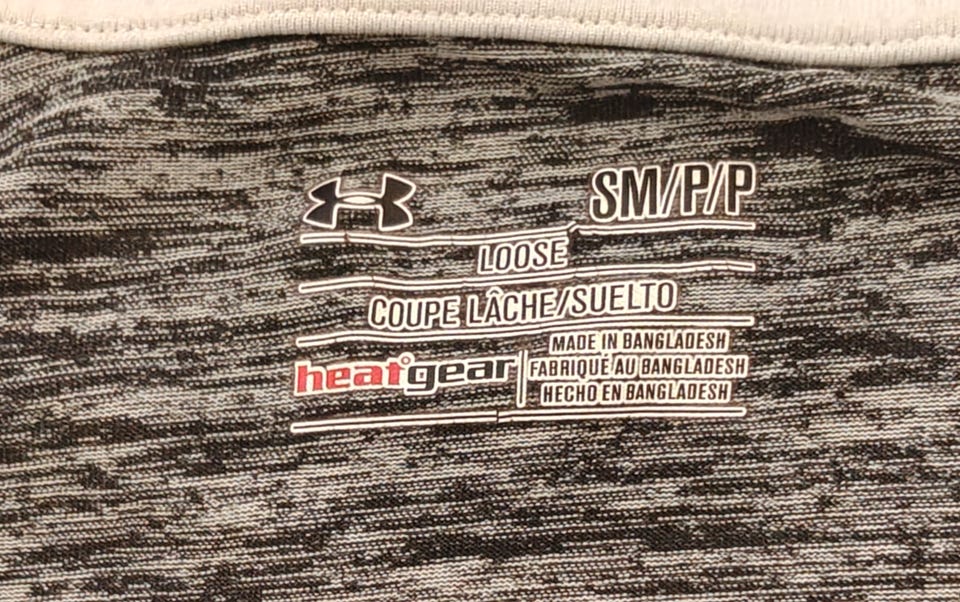 SM/P/P
LOOSE
COUPE LÂCHE/SUELTO
heatgear
MADE IN BANGLADESH
FABRIQUÉ AU BANGLADESH
HECHO EN BANGLADESH